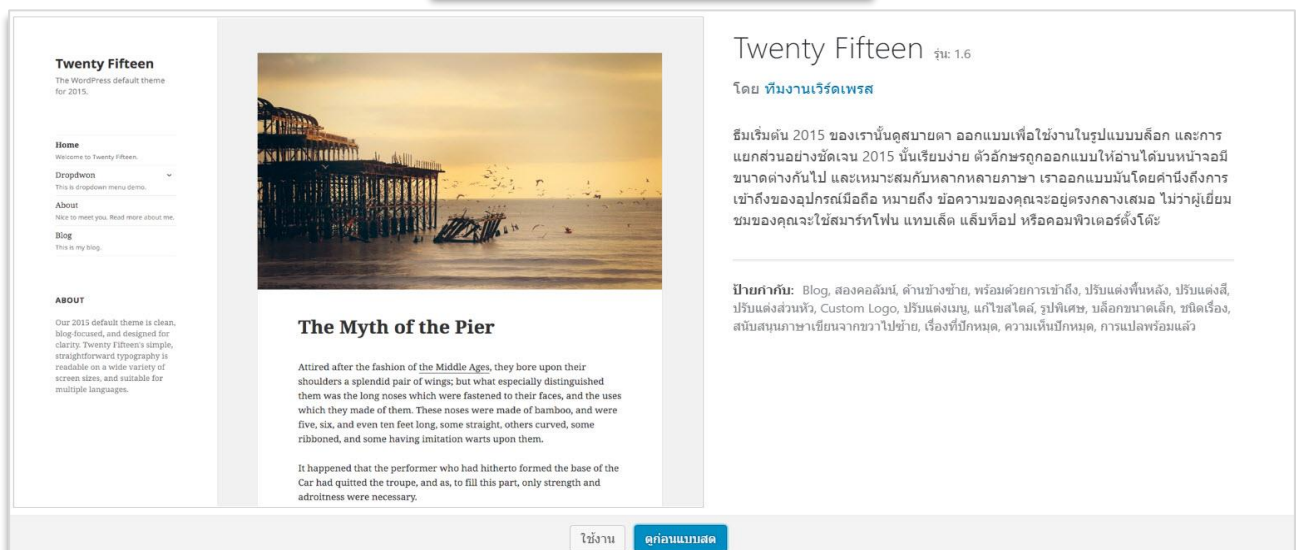 Twenty Fifteen
The WordPress default theme
for 2015.
Home
Welcome to Twenty Fifteen.
Dropdwon
This is dropdown menu demo.
About
Nice to meet you. Read more about me.
Blog
This is my blog.
ABOUT
Our 2015 default theme is clean,
blog-focused, and designed for
clarity. Twenty Fifteen's simple,
straightforward typography is
readable on a wide variety of
screen sizes, and suitable for
multiple languages.
The Myth of the Pier
Attired after the fashion of the Middle Ages, they bore upon their
shoulders a splendid pair of wings; but what especially distinguished
them was the long noses which were fastened to their faces, and the uses
which they made of them. These noses were made of bamboo, and were
five, six, and even ten feet long, some straight, others curved, some
ribboned, and some having imitation warts upon them.
It happened that the performer who had hitherto formed the base of the
Car had quitted the troupe, and as, to fill this part, only strength and
adroitness were necessary.
Twenty Fifteen รุ่น: 1.6
โดย ทีมงานเวิร์ดเพรส
ธีมเริ่มต้น 2015 ของเรานั้นดูสบายตา ออกแบบเพื่อใช้งานในรูปแบบบล็อก และการ
แยกส่วนอย่างชัดเจน 2015 นั้นเรียบง่าย ตัวอักษรถูกออกแบบให้อ่านได้บนหน้าจอมี
ขนาดต่างกันไป และเหมาะสมกับหลากหลายภาษา เราออกแบบมันโดยคำนึงถึงการ
เข้าถึงของอุปกรณ์มือถือ หมายถึง ข้อความของคุณจะอยู่ตรงกลางเสมอ ไม่ว่าผู้เยี่ยม
ชมของคุณจะใช้สมาร์ทโฟน แทบเล็ต แล็บท็อป หรือคอมพิวเตอร์ตั้งโต๊ะ
ป้ายกำกับ: Blog, สองคอลัมน์, ด้านข้างซ้าย, พร้อมด้วยการเข้าถึง, ปรับแต่งพื้นหลัง, ปรับแต่งสี,
ปรับแต่งส่วนหัว, Custom Logo, ปรับแต่งเมนู, แก้ไขสไตล์, รูปพิเศษ, บล็อกขนาดเล็ก, ชนิดเรื่อง,
สนับสนุนภาษาเขียนจากขวาไปซ้าย, เรื่องที่ปักหมุด, ความเห็นปักหมุด, การแปลพร้อมแล้ว
ใช้งาน
ดูก่อนแบบสด